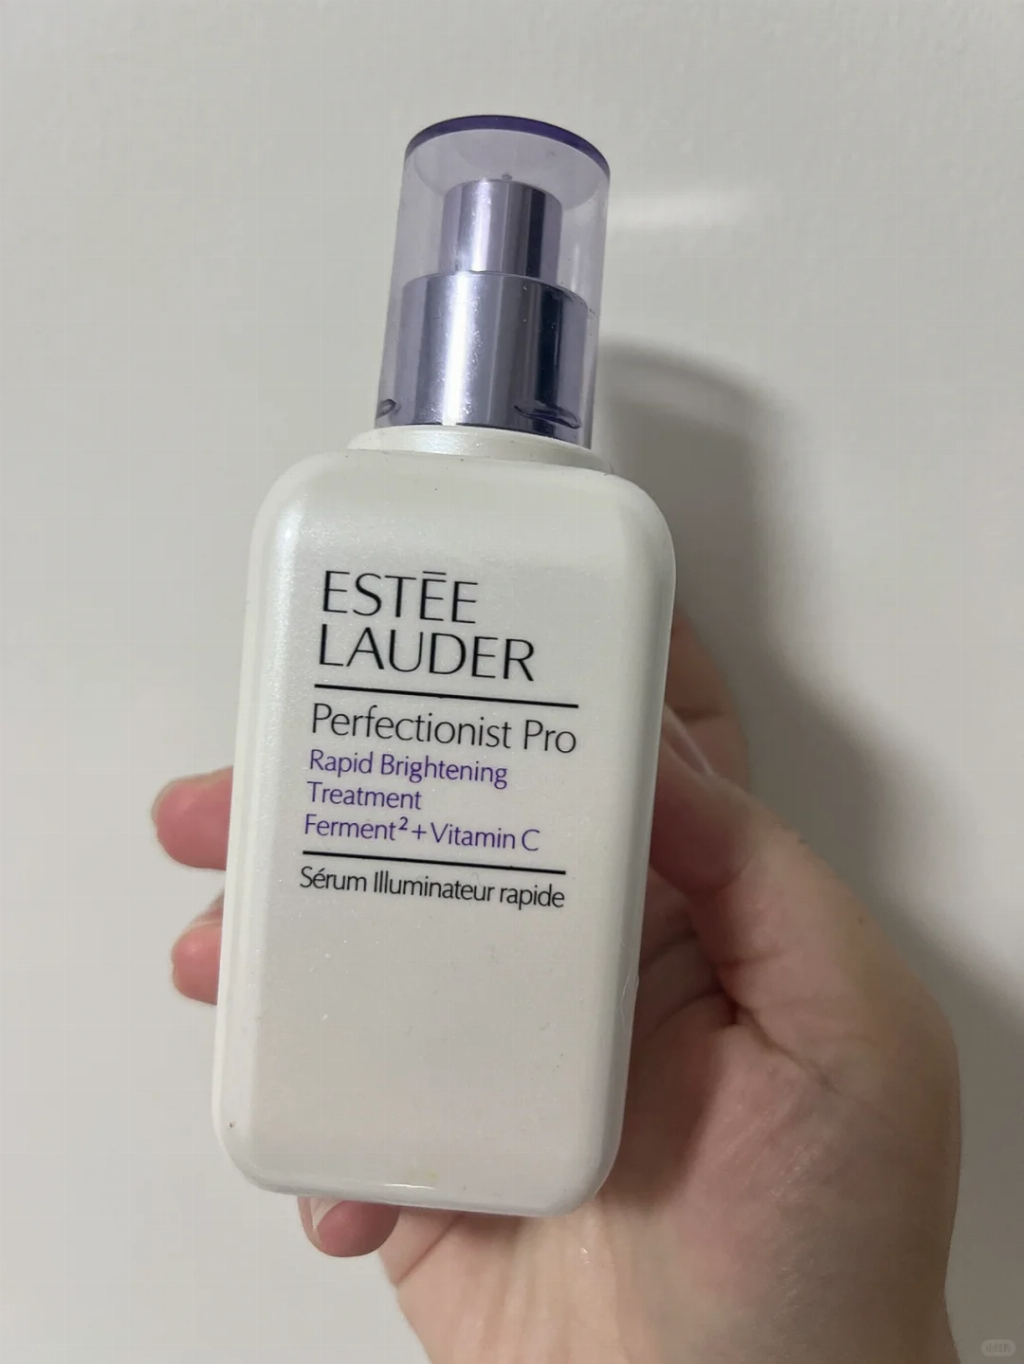 ESTĒE
LAUDER
Perfectionist Pro
Rapid Brightening
Treatment
Ferment²+Vitamin C
Sérum Illuminateur rapide